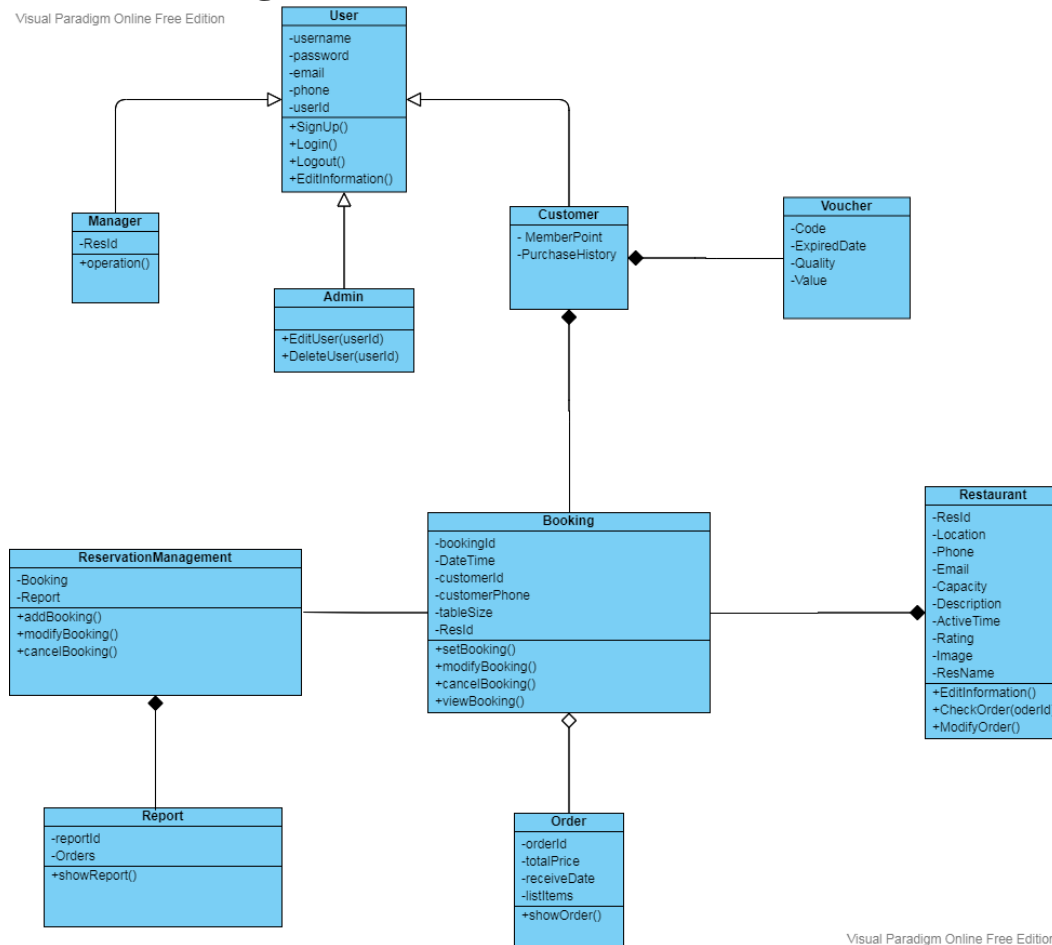 Visual Paradigm Online Free Edition
User
-username
-password
-email
-phone
-userId
+SignUp()
+Login()
+Logout()
+EditInformation()
Manager
-ResId
+operation()
Admin
+EditUser(userId)
+DeleteUser(userId)
Customer
- MemberPoint
-PurchaseHistory
Voucher
-Code
-ExpiredDate
-Quality
-Value
ReservationManagement
-Booking
-Report
+addBooking()
+modifyBooking()
+cancelBooking()
Booking
-bookingId
-DateTime
-customerId
-customerPhone
-tableSize
-ResId
+setBooking()
+modifyBooking()
+cancelBooking()
+viewBooking()
Restaurant
-ResId
-Location
-Phone
-Email
-Capacity
-Description
-ActiveTime
-Rating
-Image
-ResName
+EditInformation()
+CheckOrder(oderId)
+ModifyOrder()
Report
-reportId
-Orders
+showReport()
Order
-orderId
-totalPrice
-receiveDate
-listItems
+showOrder()
Visual Paradigm Online Free Edition